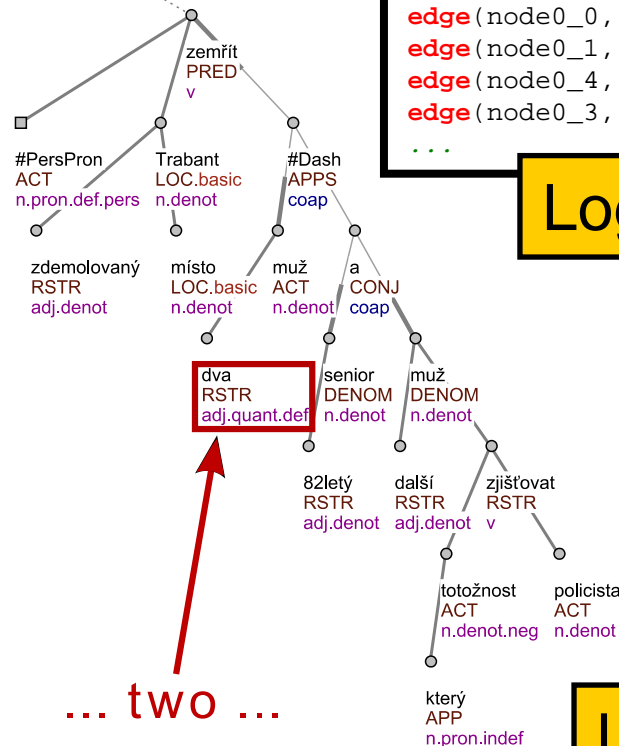 edge(node0_0,
edge(node0_1,
edge(node0_4,
edge(node0_3,
...
zemřít
PRED
v
#PersPron
ACT
n.pron.def.pers
Trabant
LOC.basic
n.denot
#Dash
APPS
coap
zdemolovaný
RSTR
adj.denot
místo
LOC.basic
n.denot
muž
ACT
n.denot
a
CONJ
coap
dva
RSTR
adj.quant.def
senior
DENOM
n.denot
muž
DENOM
n.denot
82letý
RSTR
adj.denot
další
RSTR
adj.denot
zjišťovat
RSTR
v
totožnost
ACT
n.denot.neg
policista
ACT
n.denot
který
APP
n.pron.indef
... two ...